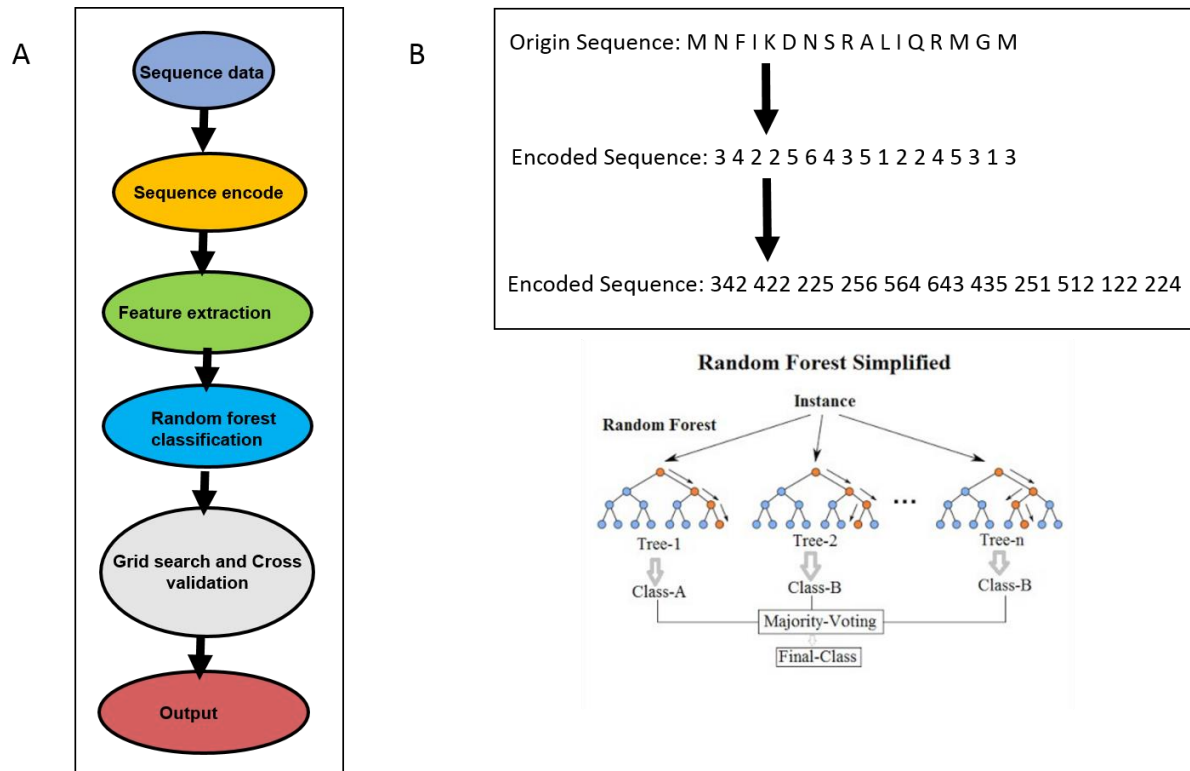 A
Sequence data
Sequence encode
Feature extraction
Random forest
classification
Grid search and Cross
validation
Output
B
Origin Sequence: M N F I K D N S R A L I Q R M G M
Encoded Sequence: 3 4 2 2 5 6 4 3 5 1 2 2 4 5 3 1 3
Encoded Sequence: 342 422 225 256 564 643 435 251 512 122 224
Random Forest Simplified
Instance
Random Forest
...
Tree-1
Tree-2
Tree-n
Class-A
Class-B
Class-B
Majority-Voting
Final-Class